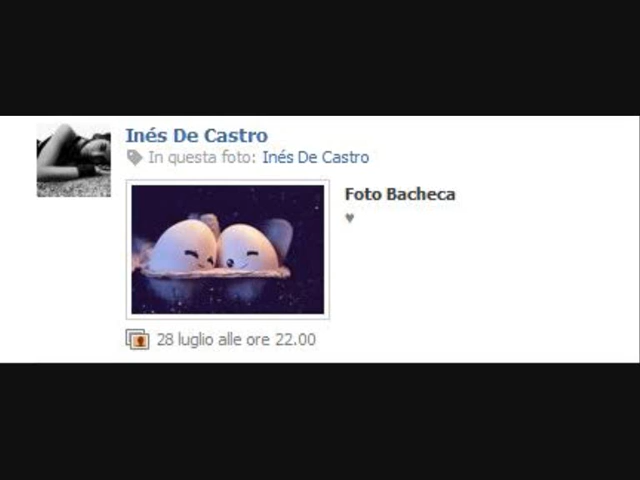 Inés De Castro
In questa foto: Inés De Castro
Foto Bacheca
♥
28 luglio alle ore 22.00